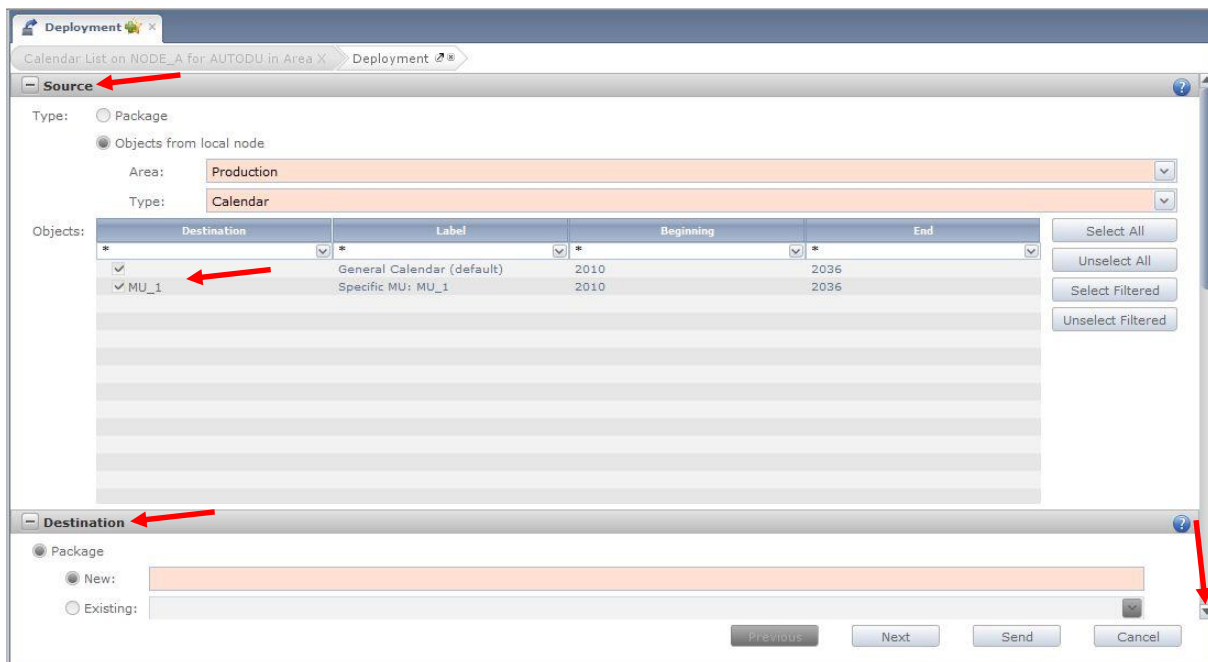 Deployment
Calendar List on NODE_A for AUTODU in Area X Deployment
Source
Type: Package
Objects from local node
Area: Production
Type: Calendar
Objects: Destination Label Beginning End Select All
* * * *
Unselect All
General Calendar (default) 2010 2036
MU_1 Specific MU: MU_1 2010 2036 Select Filtered
Unselect Filtered
Destination
Package
New:
Existing:
Previous Next Send Cancel